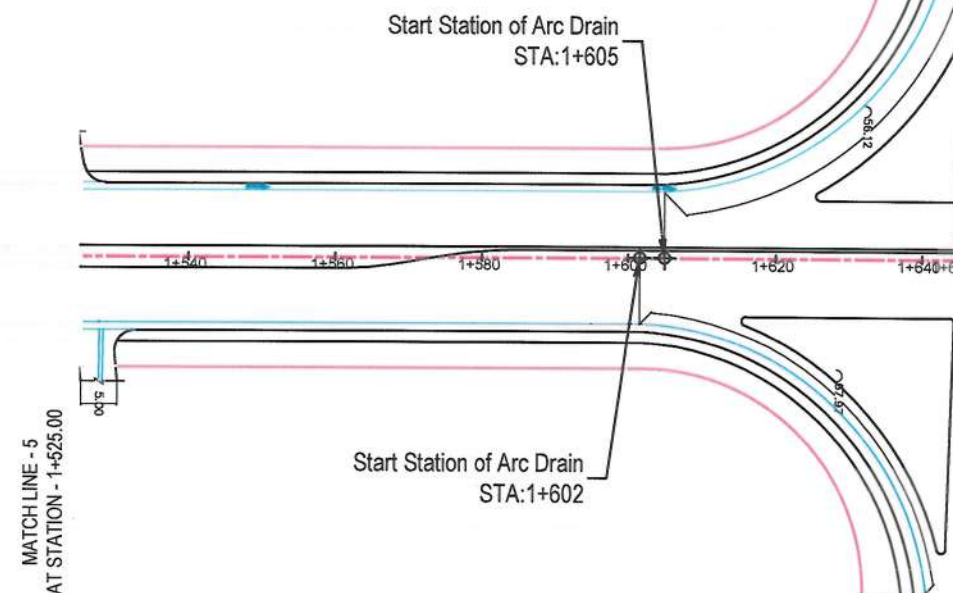 Start Station of Arc Drain
STA:1+605
56.12
1+540
1+560
1+580
1+600
1+620
1+640
57.97
5.00
Start Station of Arc Drain
STA:1+602
MATCH LINE - 5
AT STATION - 1+525.00